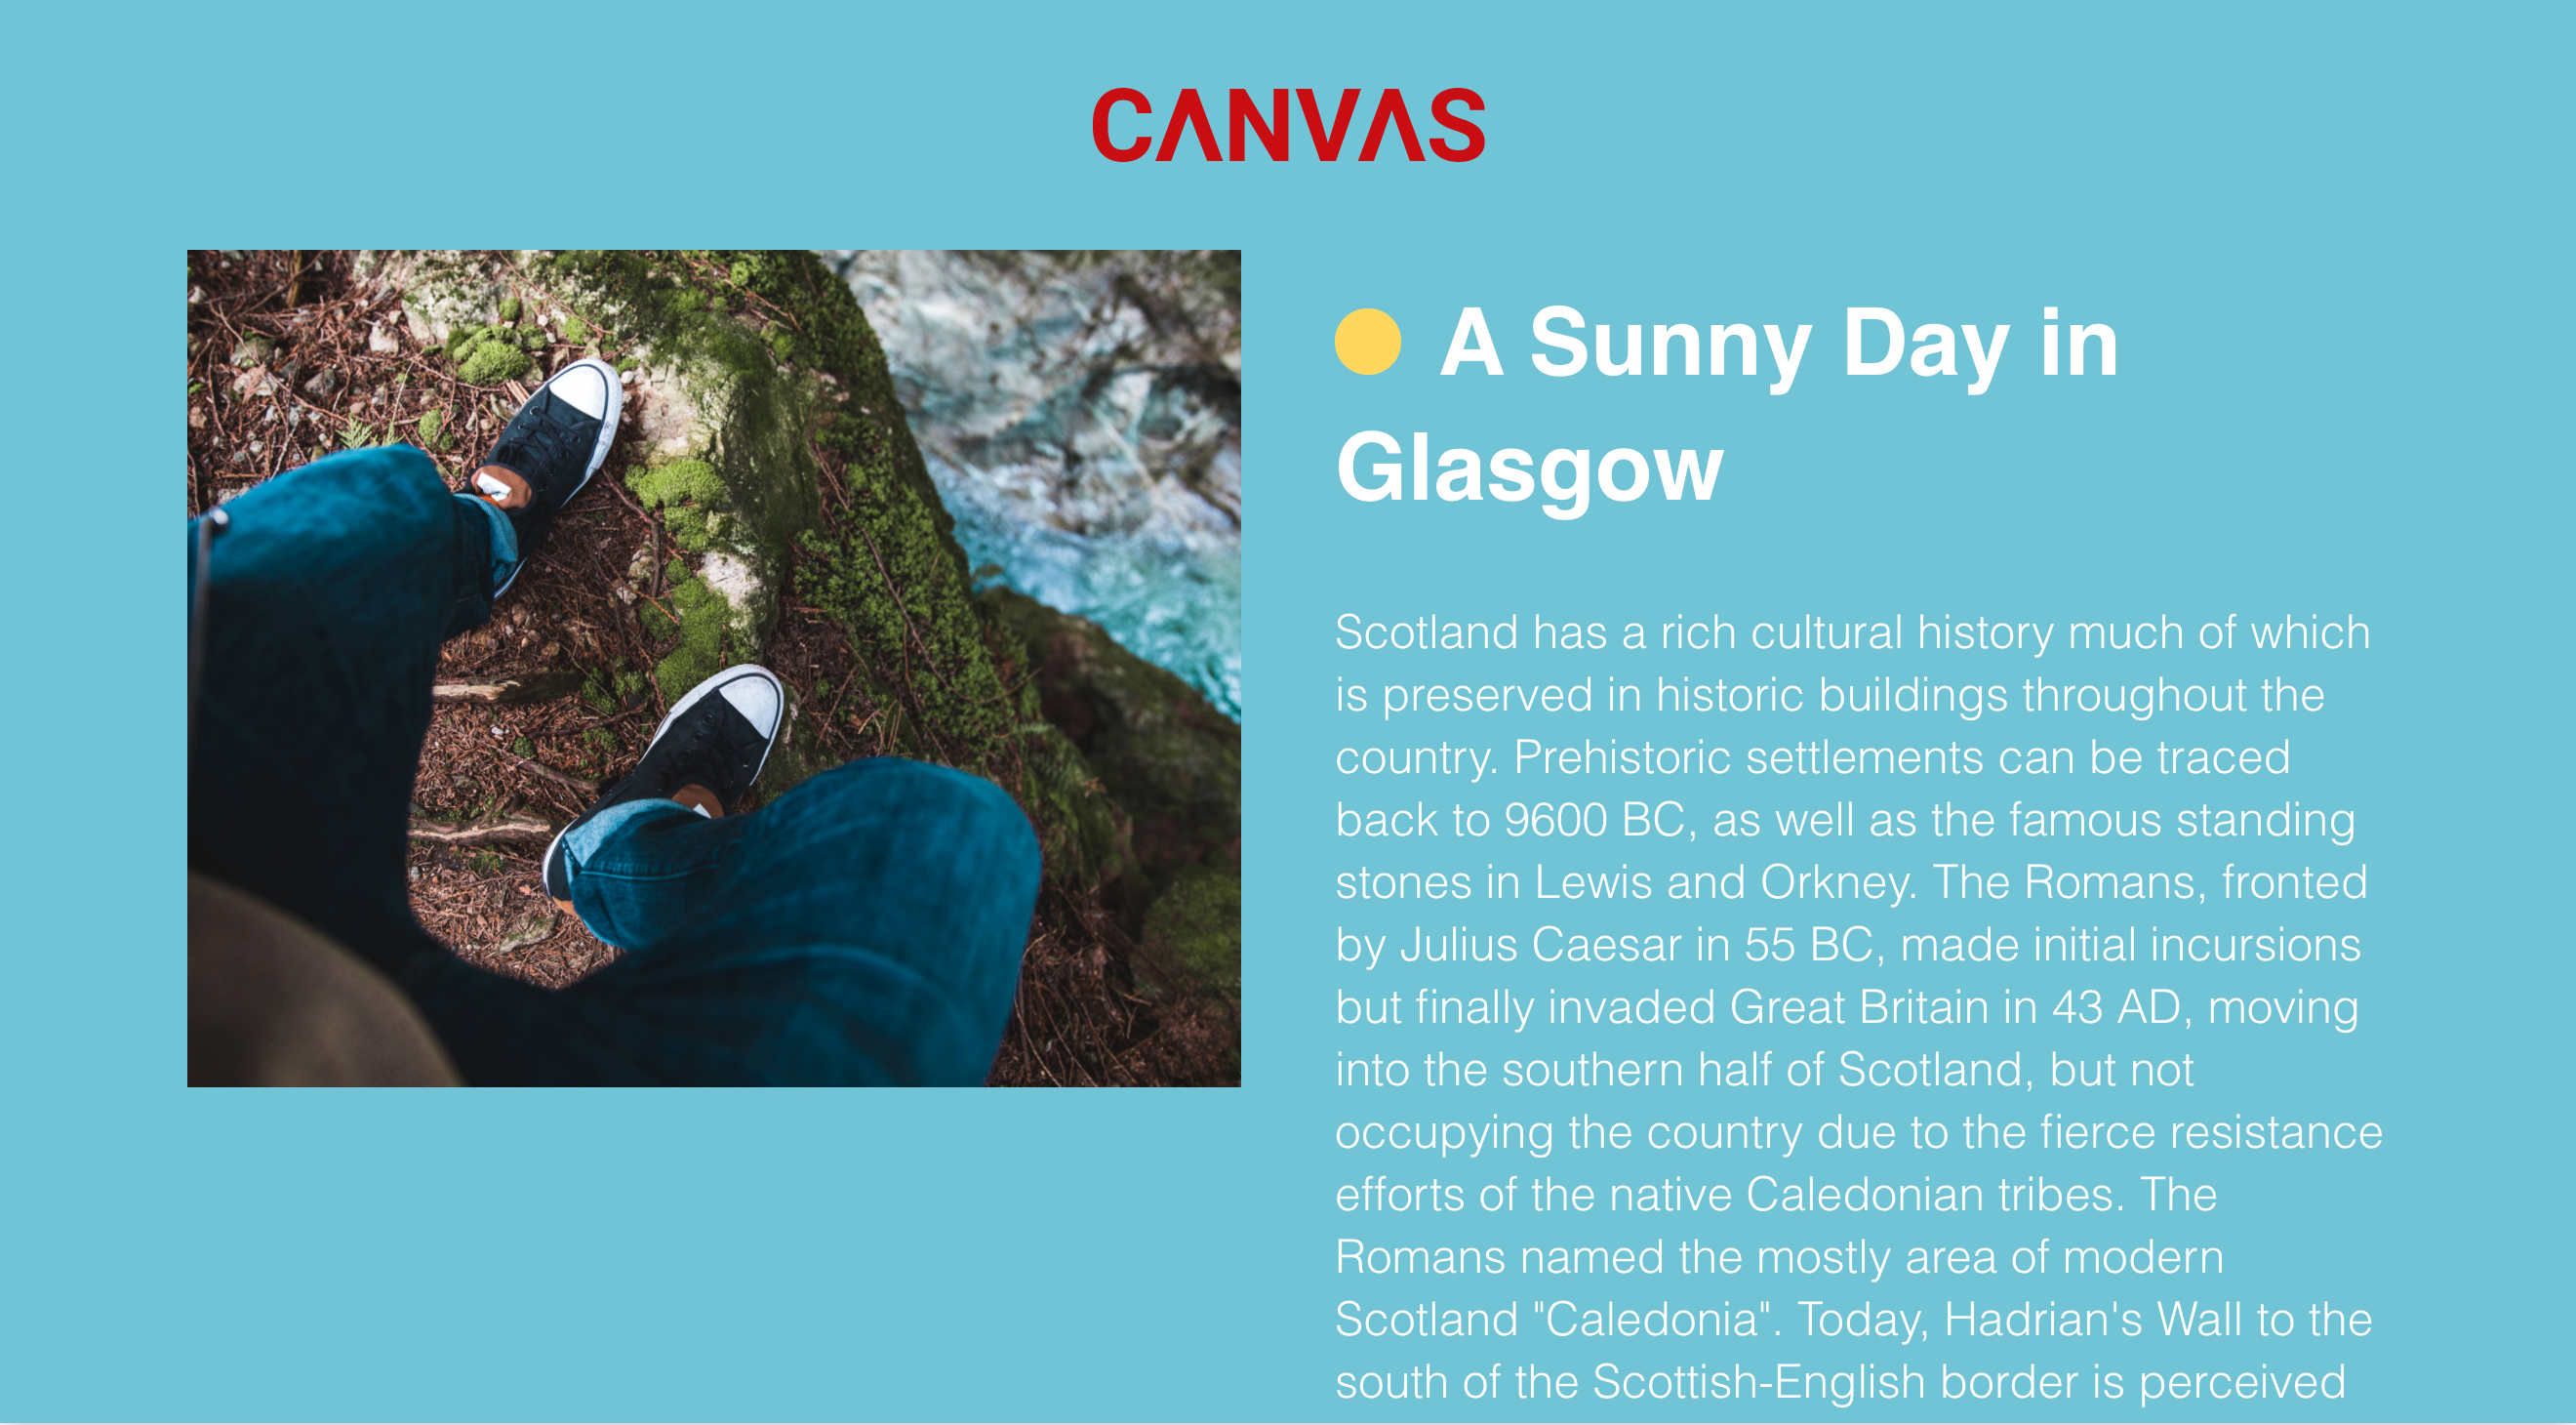 CANVAS
A Sunny Day in
Glasgow
Scotland has a rich cultural history much of which
is preserved in historic buildings throughout the
country. Prehistoric settlements can be traced
back to 9600 BC, as well as the famous standing
stones in Lewis and Orkney. The Romans, fronted
by Julius Caesar in 55 BC, made initial incursions
but finally invaded Great Britain in 43 AD, moving
into the southern half of Scotland, but not
occupying the country due to the fierce resistance
efforts of the native Caledonian tribes. The
Romans named the mostly area of modern
Scotland "Caledonia". Today, Hadrian's Wall to the
south of the Scottish-English border is perceived